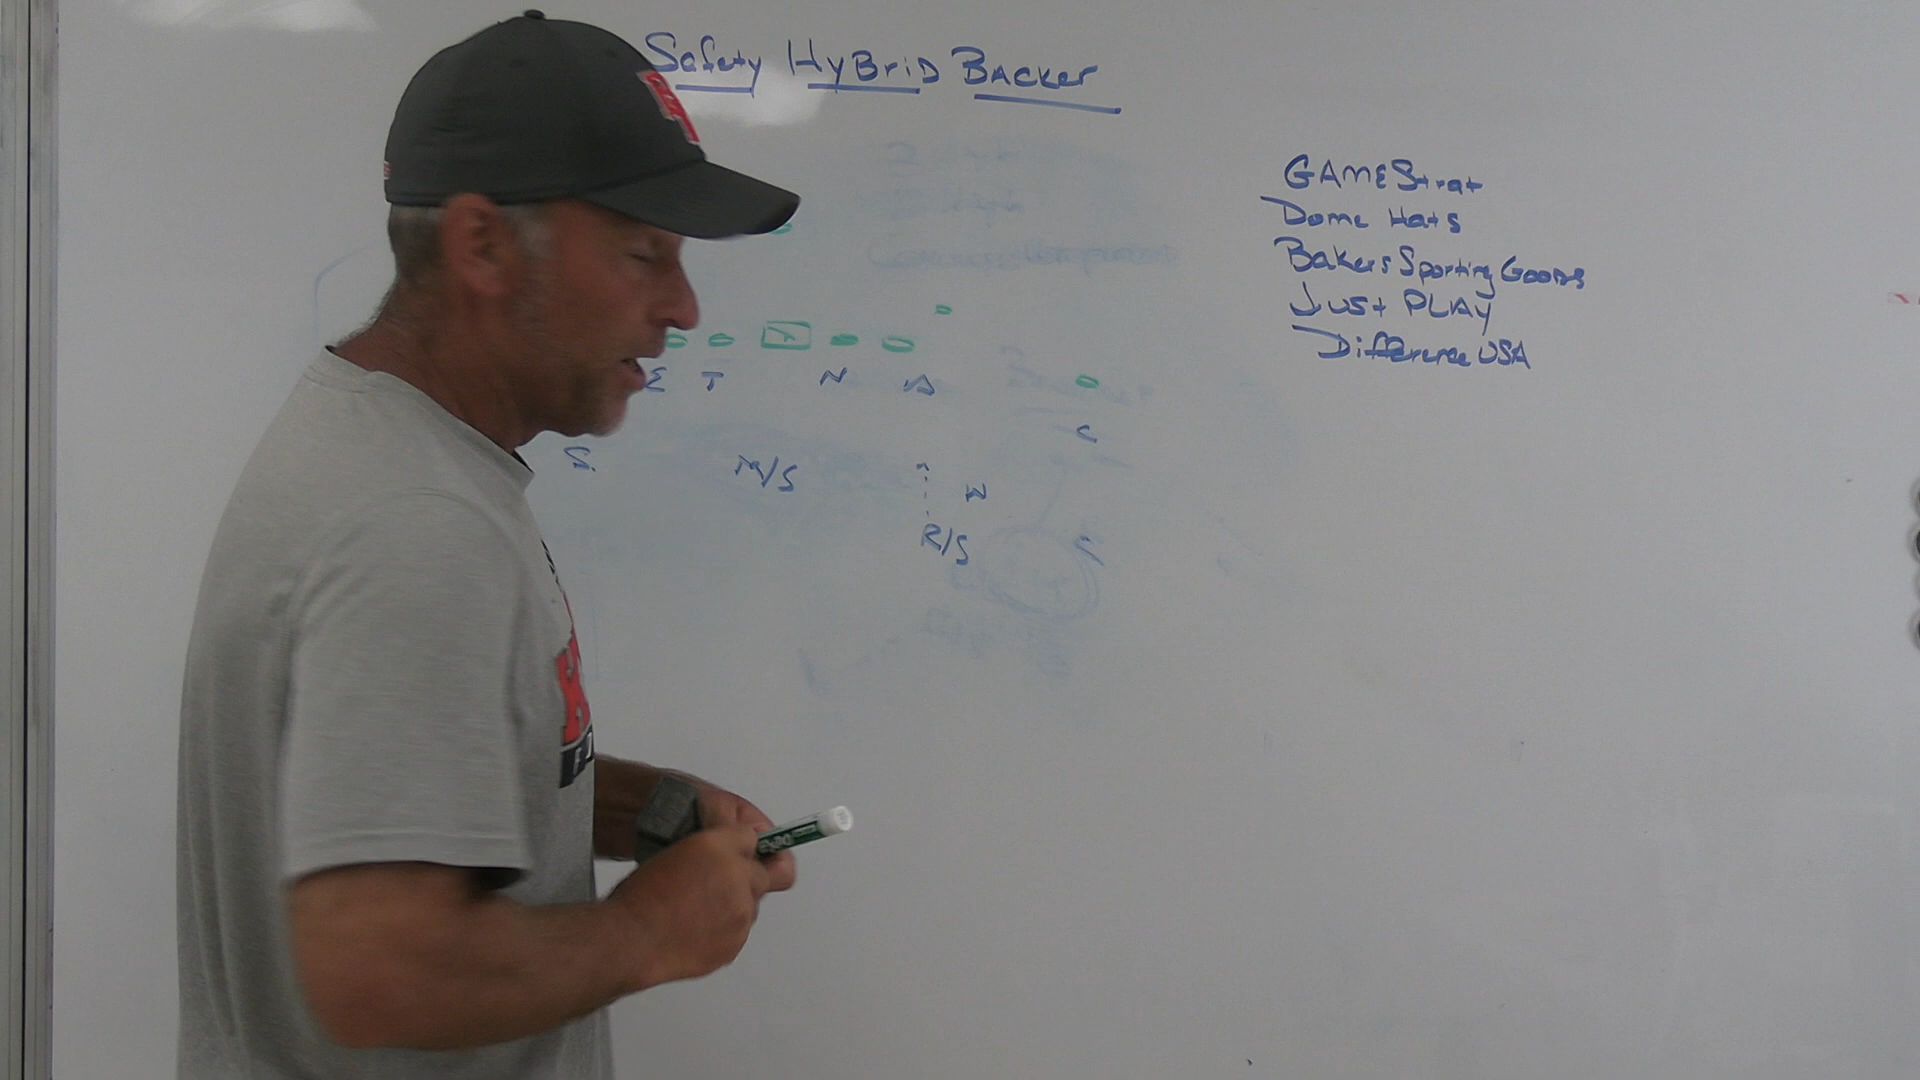 Safety HyBriD BACker
GAMEStrat
Dome Hats
Bakers Sporting Goods
Just PLAY
Difference USA
E T N
C
S. M/S
W
R/S